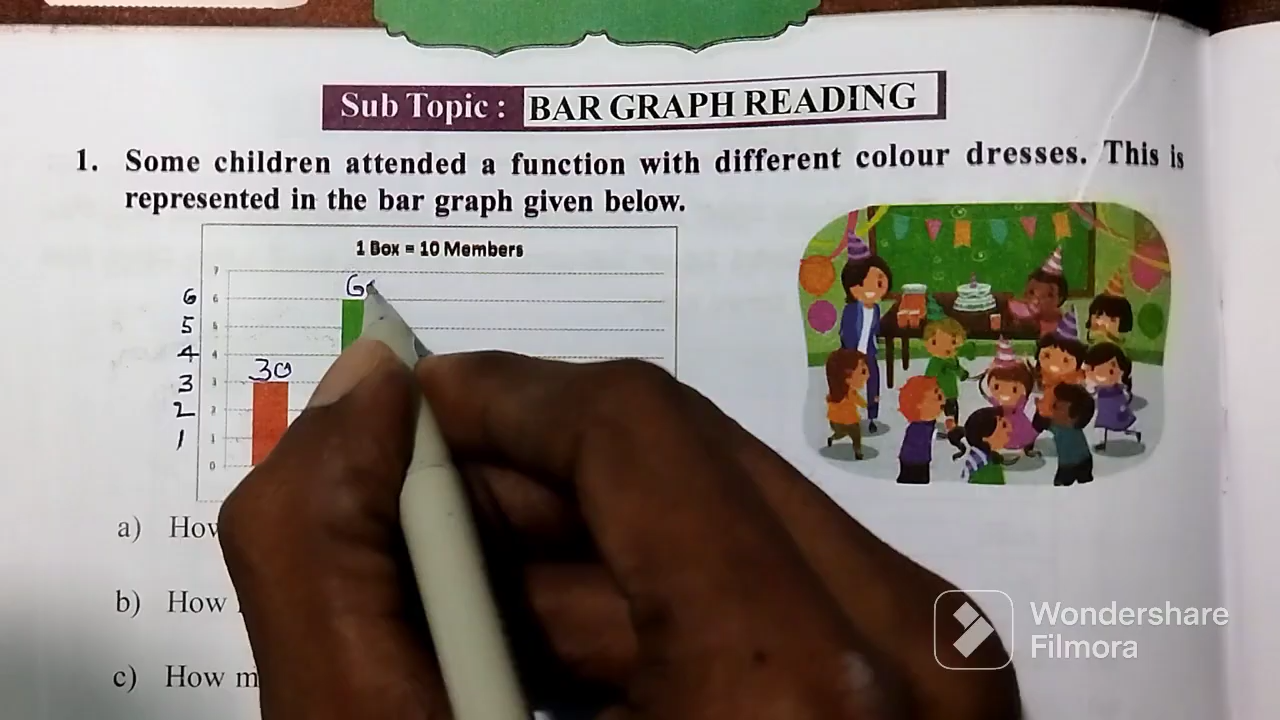 Sub Topic : BAR GRAPH READING
1. Some children attended a function with different colour dresses. This is
represented in the bar graph given below.
1 Box = 10 Members
7
6 6 6
5 5
4 4
30
3 3
2 2
1 1
0
a)
b) How
c) How
Wondershare
Filmora